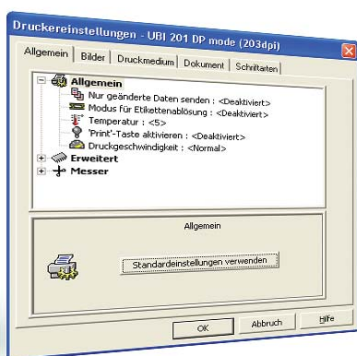 Druckereinstellungen - UBI 201 DP mode (203dpi)
Allgemein Bilder Druckmedium Dokument Schriftarten
Allgemein
Nur geänderte Daten senden : <Deaktiviert>
Modus für Etikettenablösung : <Deaktiviert>
Temperatur : <5>
'Print'-Taste aktivieren : <Deaktiviert>
Druckgeschwindigkeit : <Normal>
Erweitert
Messer
Allgemein
Standardeinstellungen verwenden
OK Abbruch Hilfe